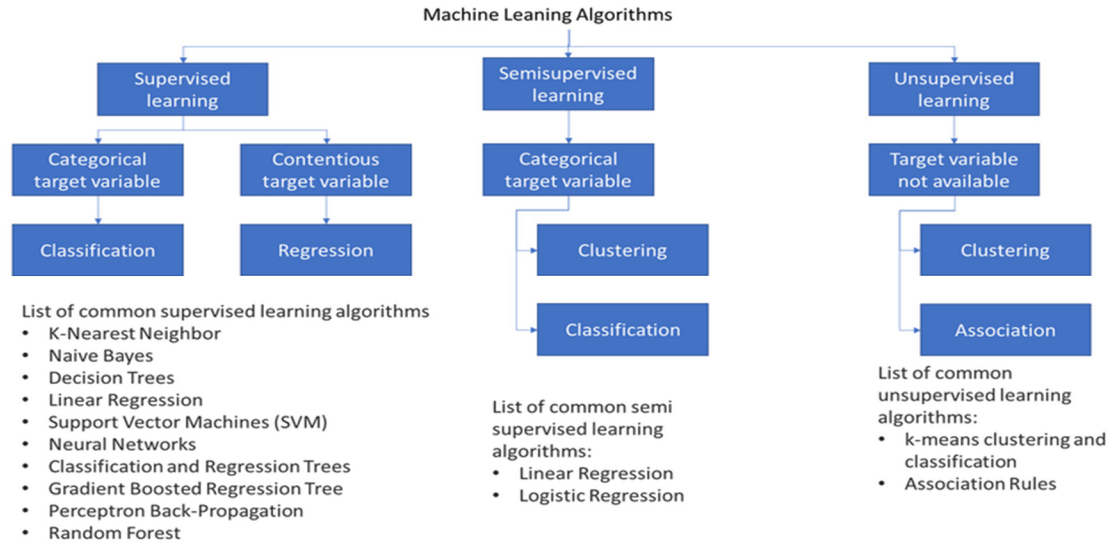 Machine Leaning Algorithms
Supervised
learning
Semisupervised
learning
Unsupervised
learning
Categorical
target variable
Contentious
target variable
Categorical
target variable
Target variable
not available
Classification
Regression
Clustering
Clustering
Classification
Association
List of common supervised learning algorithms
• K-Nearest Neighbor
• Naive Bayes
• Decision Trees
• Linear Regression
• Support Vector Machines (SVM)
• Neural Networks
• Classification and Regression Trees
• Gradient Boosted Regression Tree
• Perceptron Back-Propagation
• Random Forest
List of common semi
supervised learning
algorithms:
• Linear Regression
• Logistic Regression
List of common
unsupervised learning
algorithms:
• k-means clustering and
classification
• Association Rules